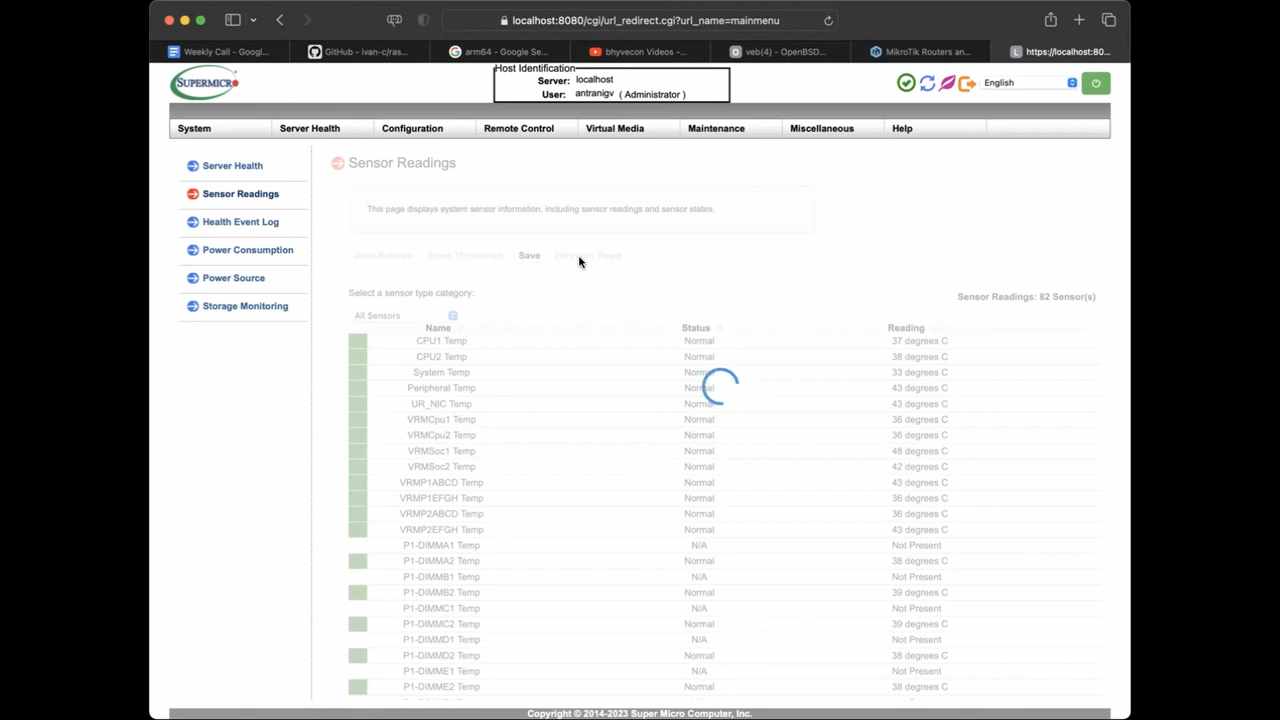 localhost:8080/cgi/url_redirect.cgi?url_name=mainmenu
Weekly Call - Googl...
GitHub - ivan-c/ras...
arm64 - Google Se...
bhyvecon Videos -...
veb(4) - OpenBSD...
MikroTik Routers an...
L https://localhost:80...
SUPERMICRO
Host Identification
Server: localhost
User: antranigv ( Administrator )
English
System Server Health Configuration Remote Control Virtual Media Maintenance Miscellaneous Help
Server Health
Sensor Readings
Health Event Log
Power Consumption
Power Source
Storage Monitoring
Sensor Readings
This page displays system sensor information, including sensor readings and sensor states.
Auto Refresh Show Threshold Save Intrusion Reset
Select a sensor type category:
Sensor Readings: 82 Sensor(s)
All Sensors
Name Status Reading
CPU1 Temp Normal 37 degrees C
CPU2 Temp Normal 38 degrees C
System Temp Normal 33 degrees C
Peripheral Temp Normal 43 degrees C
UR_NIC Temp Normal 43 degrees C
VRMCpu1 Temp Normal 36 degrees C
VRMCpu2 Temp Normal 36 degrees C
VRMSoc1 Temp Normal 48 degrees C
VRMSoc2 Temp Normal 42 degrees C
VRMP1ABCD Temp Normal 43 degrees C
VRMP1EFGH Temp Normal 36 degrees C
VRMP2ABCD Temp Normal 36 degrees C
VRMP2EFGH Temp Normal 43 degrees C
P1-DIMMA1 Temp N/A Not Present
P1-DIMMA2 Temp Normal 38 degrees C
P1-DIMMB1 Temp N/A Not Present
P1-DIMMB2 Temp Normal 39 degrees C
P1-DIMMC1 Temp N/A Not Present
P1-DIMMC2 Temp Normal 39 degrees C
P1-DIMMD1 Temp N/A Not Present
P1-DIMMD2 Temp Normal 38 degrees C
P1-DIMME1 Temp N/A Not Present
P1-DIMME2 Temp Normal 38 degrees C
Copyright © 2014-2023 Super Micro Computer, Inc.